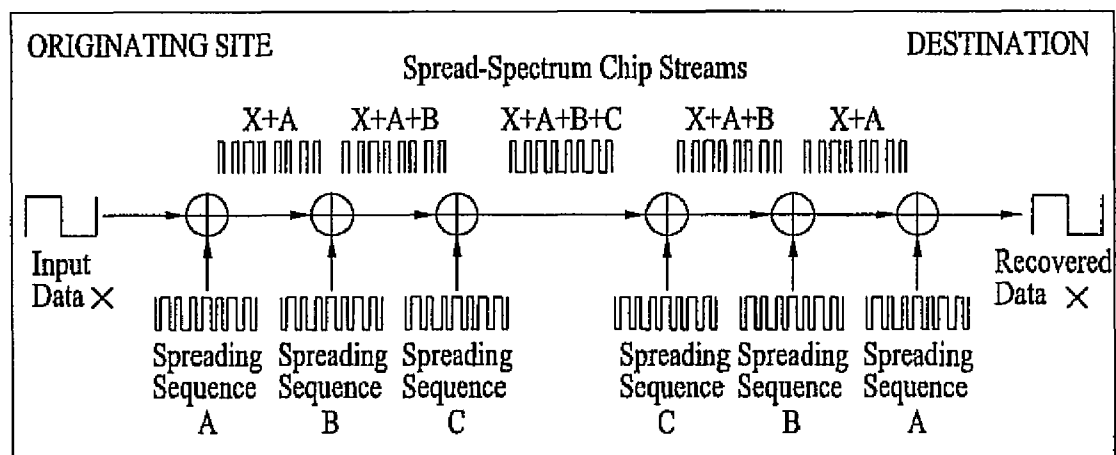 ORIGINATING SITE
DESTINATION
Spread-Spectrum Chip Streams
X+A
X+A+B
X+A+B+C
X+A+B
X+A
Input
Data X
Recovered
Data X
Spreading
Sequence
A
Spreading
Sequence
B
Spreading
Sequence
C
Spreading
Sequence
C
Spreading
Sequence
B
Spreading
Sequence
A